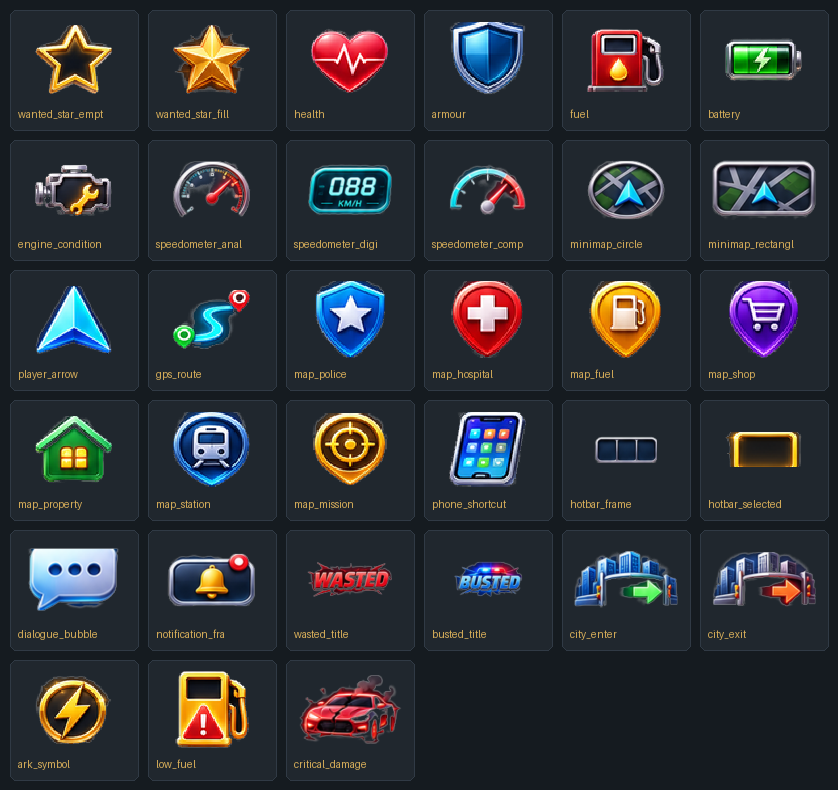 wanted_star_empt
wanted_star_fill
health
armour
fuel
battery
088
KM/H
engine_condition
speedometer_anal
speedometer_digi
speedometer_comp
minimap_circle
minimap_rectangl
player_arrow
gps_route
map_police
map_hospital
map_fuel
map_shop
map_property
map_station
map_mission
phone_shortcut
hotbar_frame
hotbar_selected
WASTED
BUSTED
dialogue_bubble
notification_fra
wasted_title
busted_title
city_enter
city_exit
!
ark_symbol
low_fuel
critical_damage